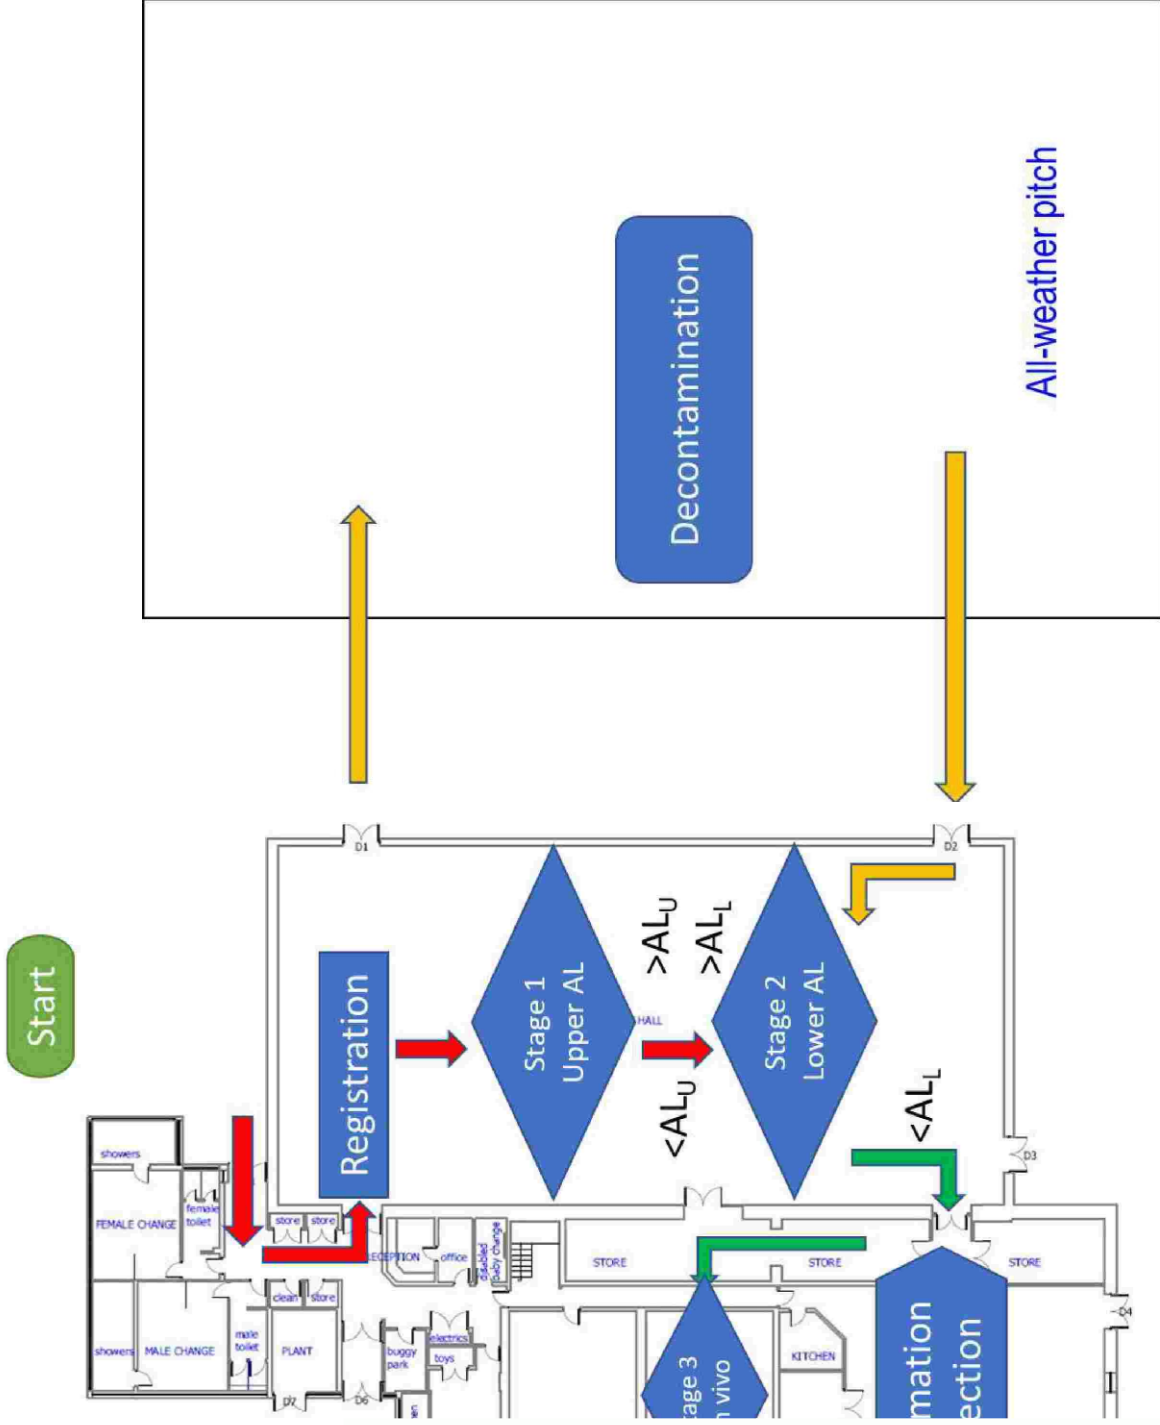 Start
All-weather pitch
Decontamination
D1
D2
Registration
Stage 1
Upper AL
>ALU
>ALL
HALL
<ALU
Stage 2
Lower AL
<ALL
D3
showers
FEMALE CHANGE
female
toilet
store
store
RECEPTION
office
disabled
baby change
STORE
STORE
STORE
clean
store
showers
MALE CHANGE
male
toilet
PLANT
buggy
park
electrics
toys
KITCHEN
D4
D7
D6
tage 3
vivo
mation
ection